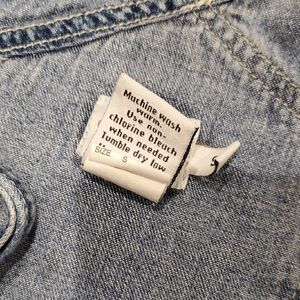 Machine wash
warm.
Use non-
chlorine bleach
when needed
Tumble dry low
SIZE S